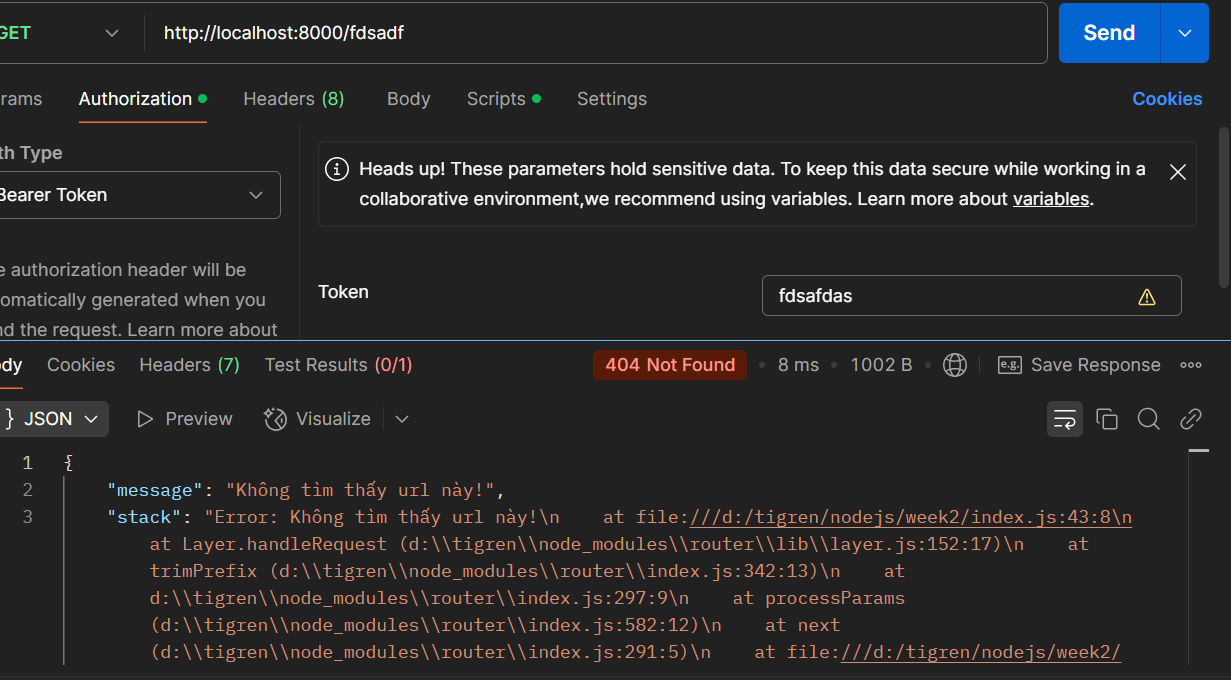 GET http://localhost:8000/fdsadf Send
rams Authorization Headers (8) Body Scripts Settings Cookies
th Type
Bearer Token
Heads up! These parameters hold sensitive data. To keep this data secure while working in a
collaborative environment,we recommend using variables. Learn more about variables.
e authorization header will be
omatically generated when you
nd the request. Learn more about
Token fdsafdas
dy Cookies Headers (7) Test Results (0/1) 404 Not Found • 8 ms • 1002 B • e.g. Save Response
} JSON Preview Visualize
1 {
2 "message": "Không tìm thấy url này!",
3 "stack": "Error: Không tìm thấy url này!\n    at file:///d:/tigren/nodejs/week2/index.js:43:8\n
at Layer.handleRequest (d:\\tigren\\node_modules\\router\\lib\\layer.js:152:17)\n    at
trimPrefix (d:\\tigren\\node_modules\\router\\index.js:342:13)\n    at
d:\\tigren\\node_modules\\router\\index.js:297:9\n    at processParams
(d:\\tigren\\node_modules\\router\\index.js:582:12)\n    at next
(d:\\tigren\\node_modules\\router\\index.js:291:5)\n    at file:///d:/tigren/nodejs/week2/